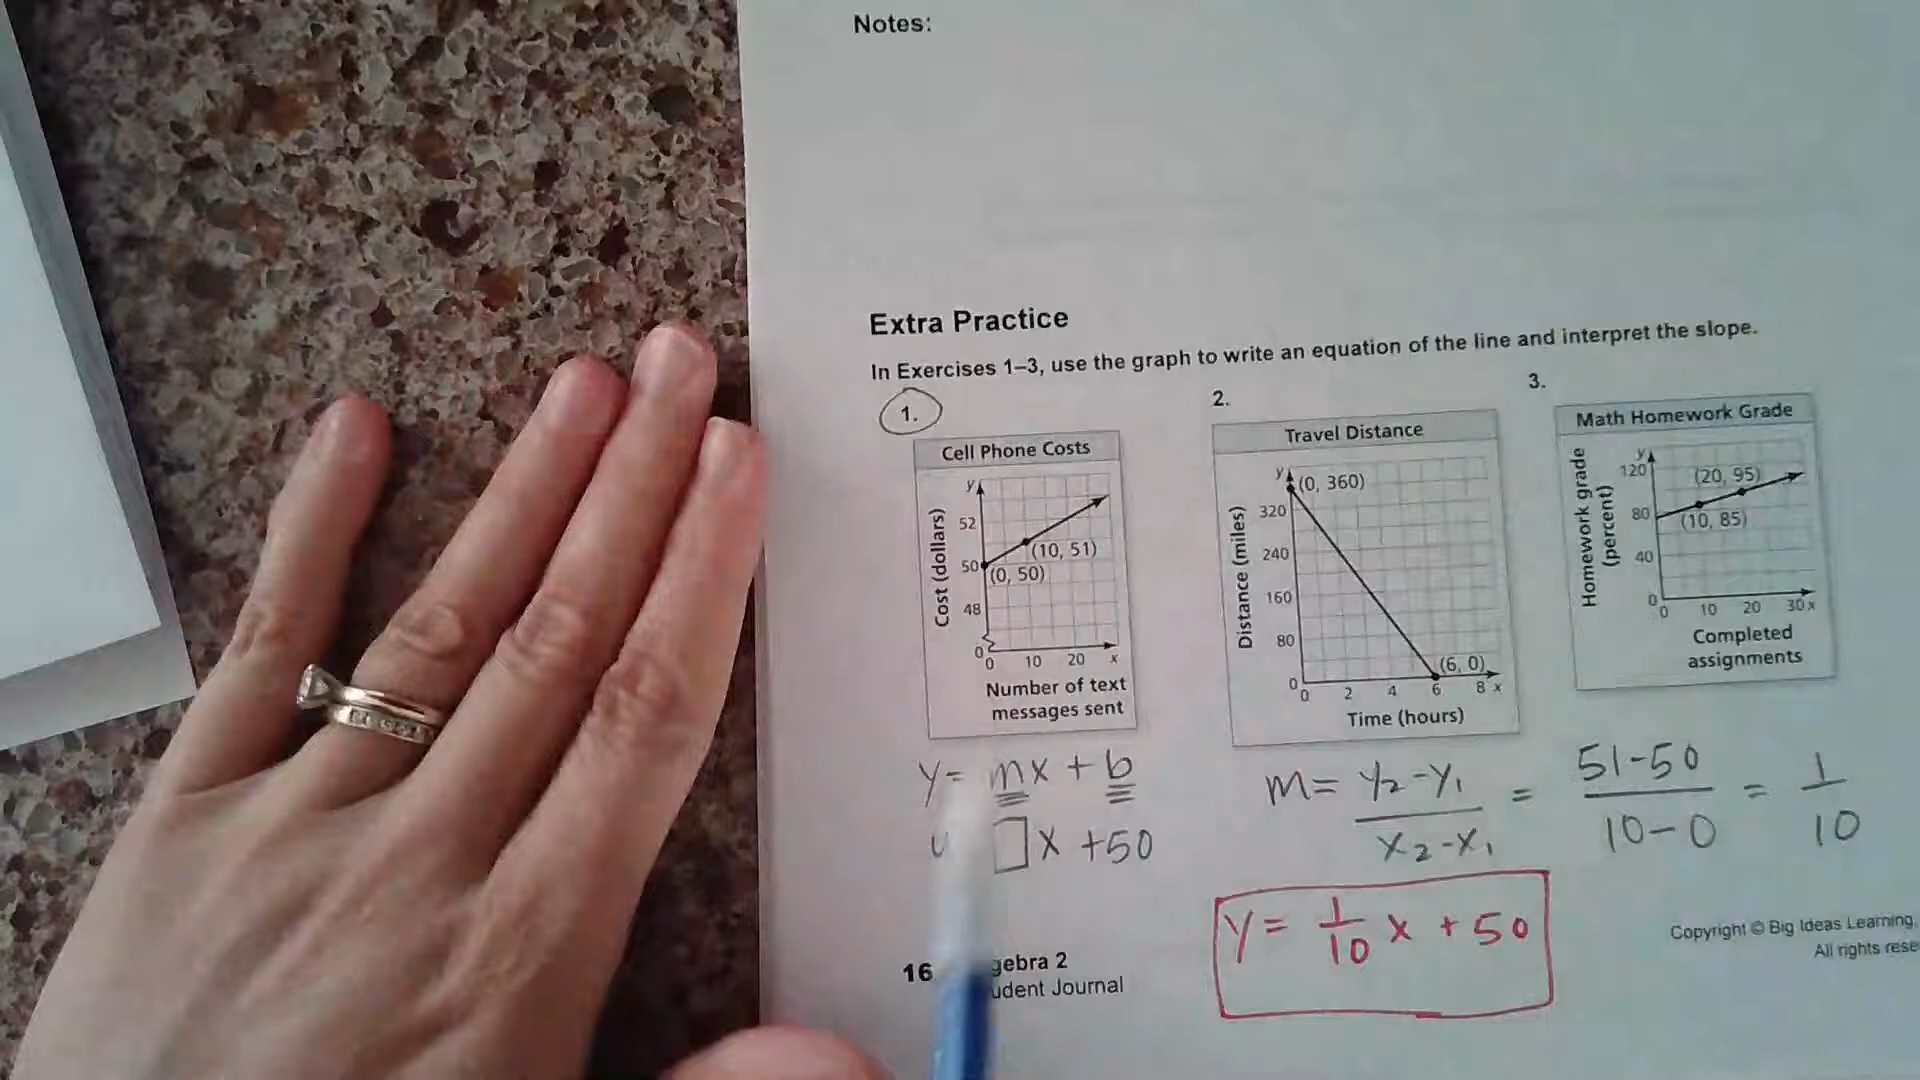 Notes:
Extra Practice
In Exercises 1–3, use the graph to write an equation of the line and interpret the slope.
1.
Cell Phone Costs
Cost (dollars)
y
52
50
48
0
(10, 51)
(0, 50)
0 10 20 x
Number of text
messages sent
2.
Travel Distance
Distance (miles)
y
(0, 360)
320
240
160
80
0
(6, 0)
0 2 4 6 8 x
Time (hours)
3.
Math Homework Grade
Homework grade
(percent)
y
120
80
40
0
(20, 95)
(10, 85)
0 10 20 30 x
Completed
assignments
y = mx + b
x + 50
m = y₂-y₁ / x₂-x₁ = 51-50 / 10-0 = 1/10
y = 1/10 x + 50
16
gebra 2
udent Journal
Copyright © Big Ideas Learning,
All rights rese